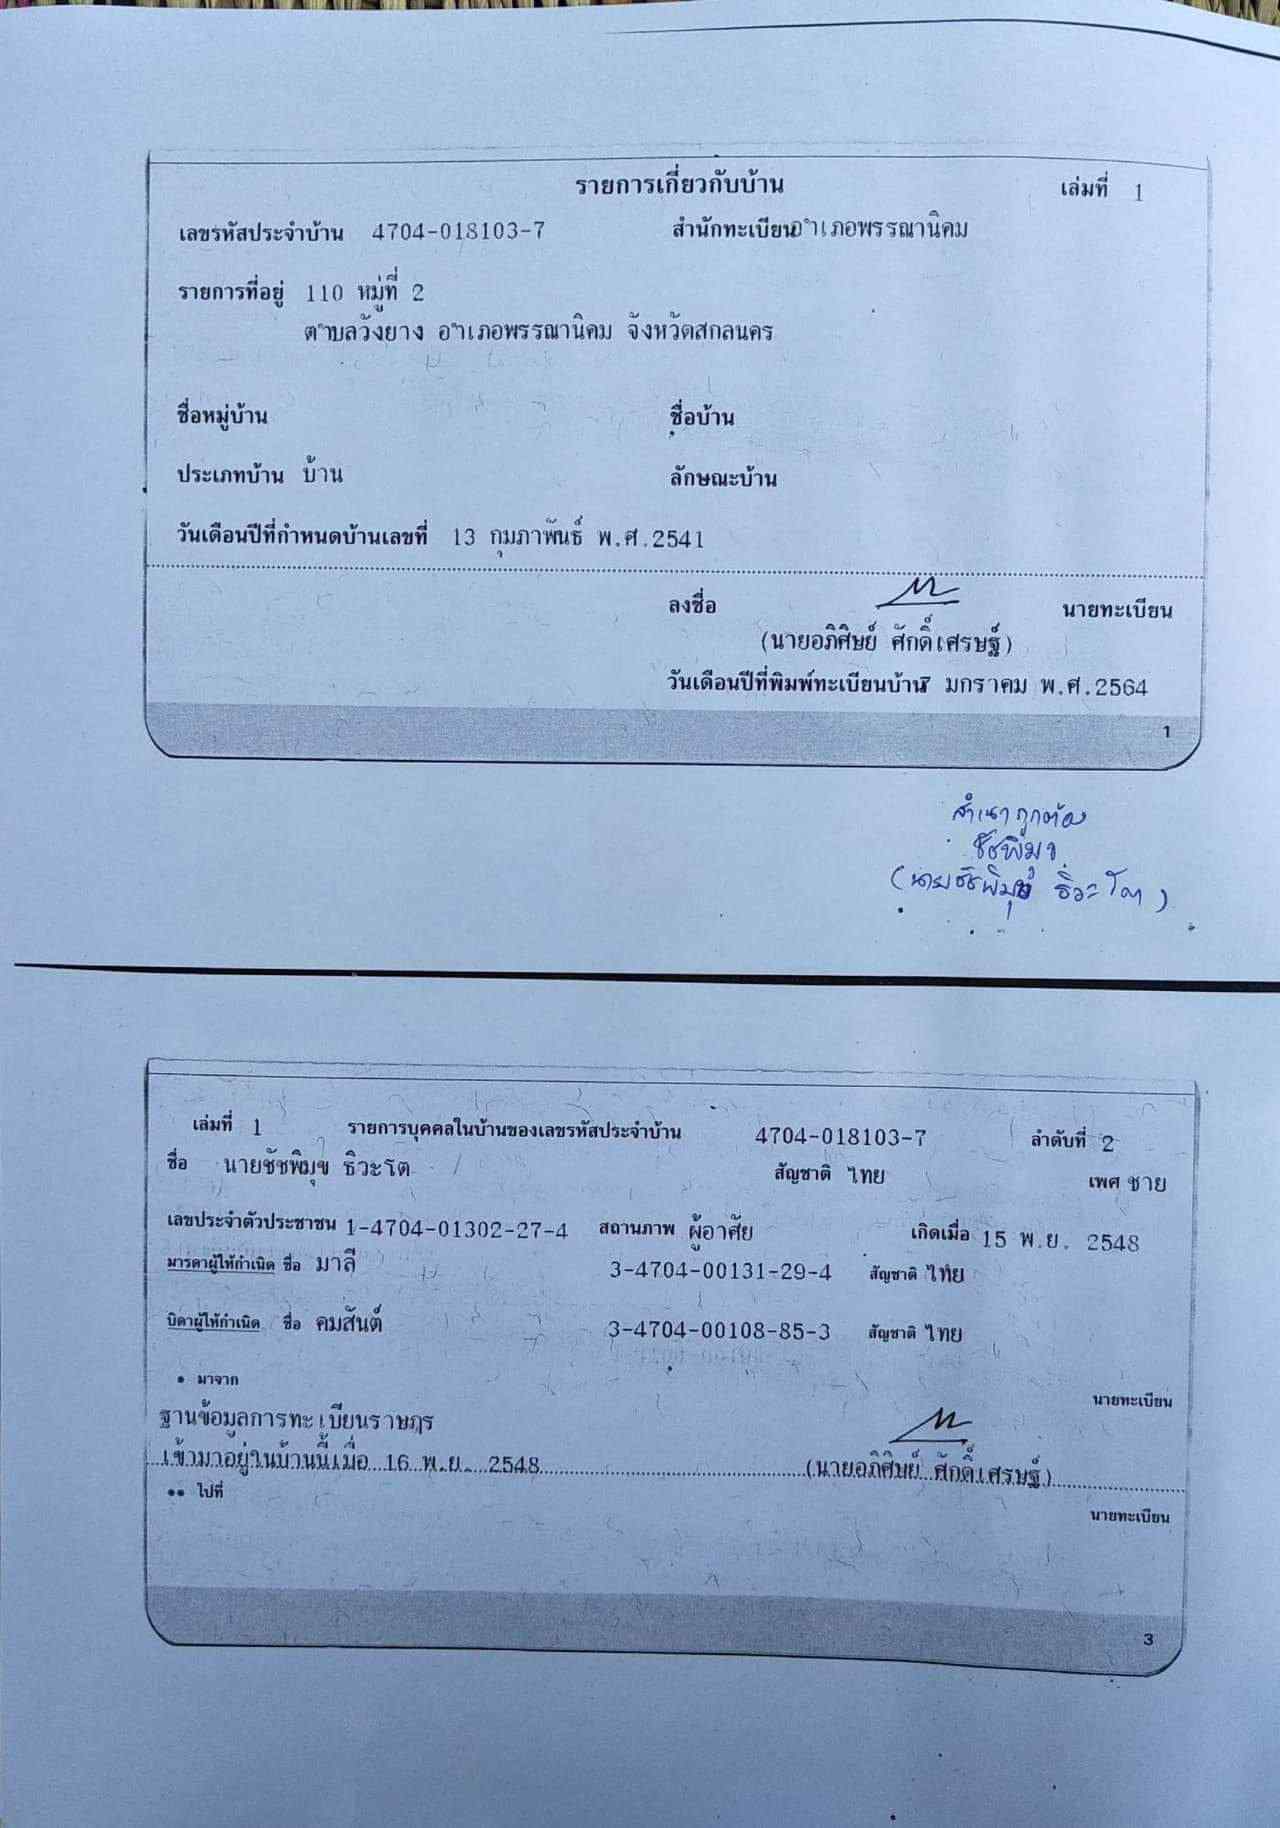 รายการเกี่ยวกับบ้าน เล่มที่ 1
เลขรหัสประจำบ้าน 4704-018103-7 สำนักทะเบียน อำเภอพรรณานิคม
รายการที่อยู่ 110 หมู่ที่ 2
ตำบลวังยาง อำเภอพรรณานิคม จังหวัดสกลนคร
ชื่อหมู่บ้าน ชื่อบ้าน
ประเภทบ้าน บ้าน ลักษณะบ้าน
วันเดือนปีที่กำหนดบ้านเลขที่ 13 กุมภาพันธ์ พ.ศ.2541
ลงชื่อ นายทะเบียน
(นายอภิศิษย์ ศักดิ์เศรษฐ์)
วันเดือนปีที่พิมพ์ทะเบียนบ้าน มกราคม พ.ศ.2564
1
สำเนาถูกต้อง
ชัชพิมุข
(นายชัชพิมุข ธิวะโต)
เล่มที่ 1 รายการบุคคลในบ้านของเลขรหัสประจำบ้าน 4704-018103-7 ลำดับที่ 2
ชื่อ นายชัชพิมุข ธิวะโต สัญชาติ ไทย เพศ ชาย
เลขประจำตัวประชาชน 1-4704-01302-27-4 สถานภาพ ผู้อาศัย เกิดเมื่อ 15 พ.ย. 2548
มารดาผู้ให้กำเนิด ชื่อ มาลี 3-4704-00131-29-4 สัญชาติ ไทย
บิดาผู้ให้กำเนิด ชื่อ คมสันต์ 3-4704-00108-85-3 สัญชาติ ไทย
• มาจาก นายทะเบียน
ฐานข้อมูลการทะเบียนราษฎร
เข้ามาอยู่ในบ้านนี้เมื่อ 16 พ.ย. 2548 (นายอภิศิษย์ ศักดิ์เศรษฐ์)
•• ไปที่ นายทะเบียน
3